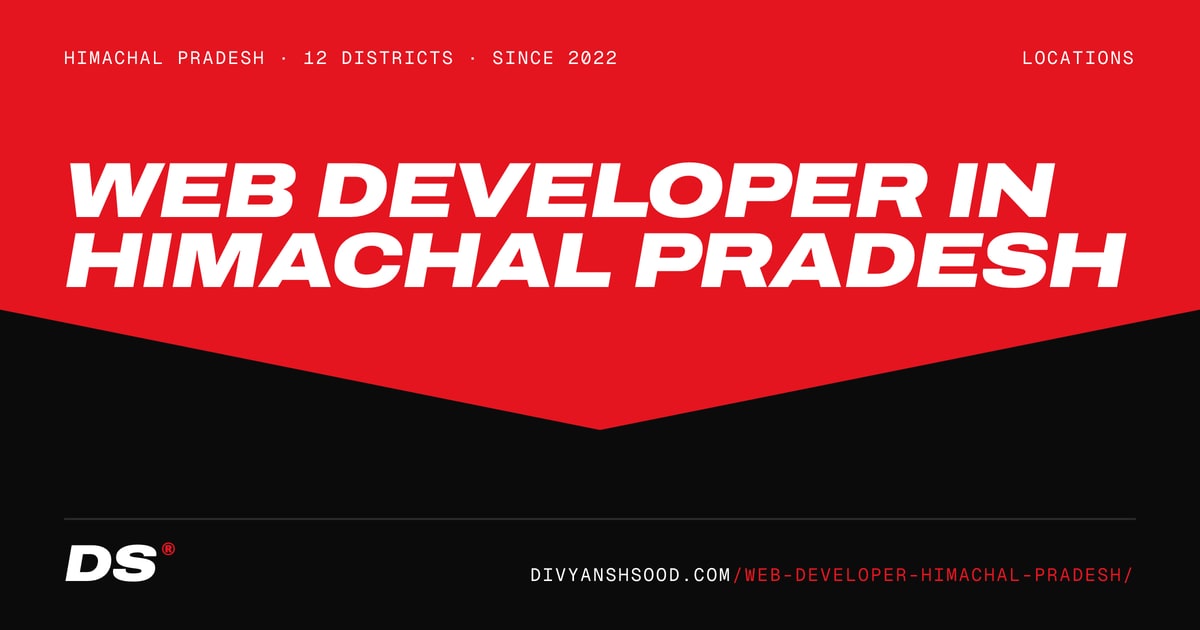 HIMACHAL PRADESH · 12 DISTRICTS · SINCE 2022
LOCATIONS
WEB DEVELOPER IN
HIMACHAL PRADESH
DS®
DIVYANSHSOOD.COM/WEB-DEVELOPER-HIMACHAL-PRADESH/